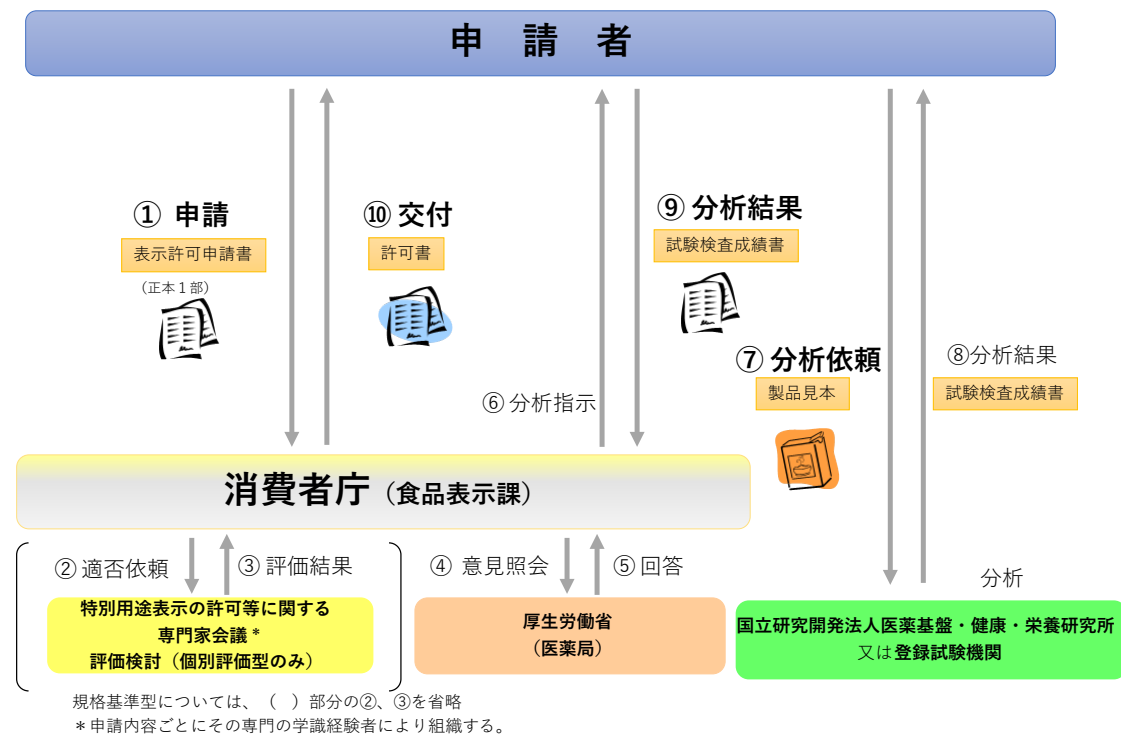 申　請　者
① 申請
表示許可申請書
（正本１部）
⑩ 交付
許可書
⑨ 分析結果
試験検査成績書
⑥ 分析指示
⑦ 分析依頼
製品見本
⑧分析結果
試験検査成績書
消費者庁（食品表示課）
② 適否依頼
③ 評価結果
④ 意見照会
⑤ 回答
分析
特別用途表示の許可等に関する
専門家会議＊
評価検討（個別評価型のみ）
厚生労働省
（医薬局）
国立研究開発法人医薬基盤・健康・栄養研究所
又は登録試験機関
規格基準型については、（　）部分の②、③を省略
＊申請内容ごとにその専門の学識経験者により組織する。